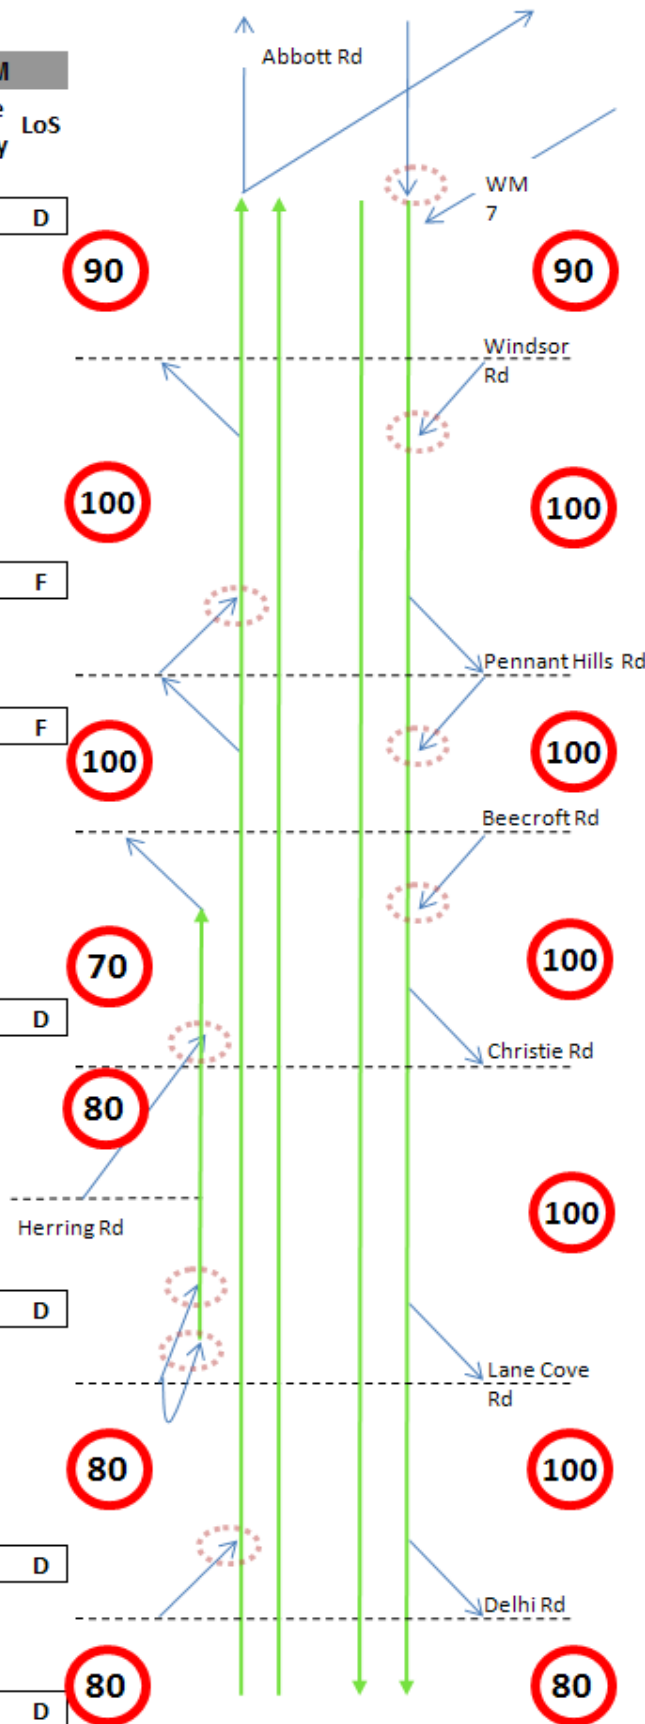 M
Abbott Rd
e
y
LoS
WM
7
D
90
90
Windsor
Rd
100
100
F
Pennant Hills Rd
F
100
100
Beecroft Rd
70
100
D
Christie Rd
80
Herring Rd
100
D
Lane Cove
Rd
80
100
D
Delhi Rd
80
80
D